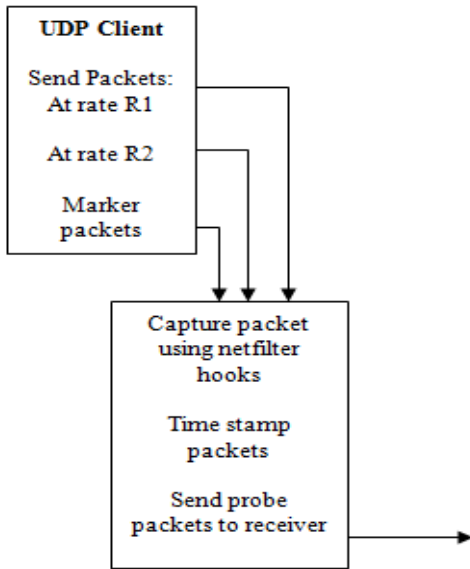 UDP Client
Send Packets:
At rate R1
At rate R2
Marker
packets
Capture packet
using netfilter
hooks
Time stamp
packets
Send probe
packets to receiver